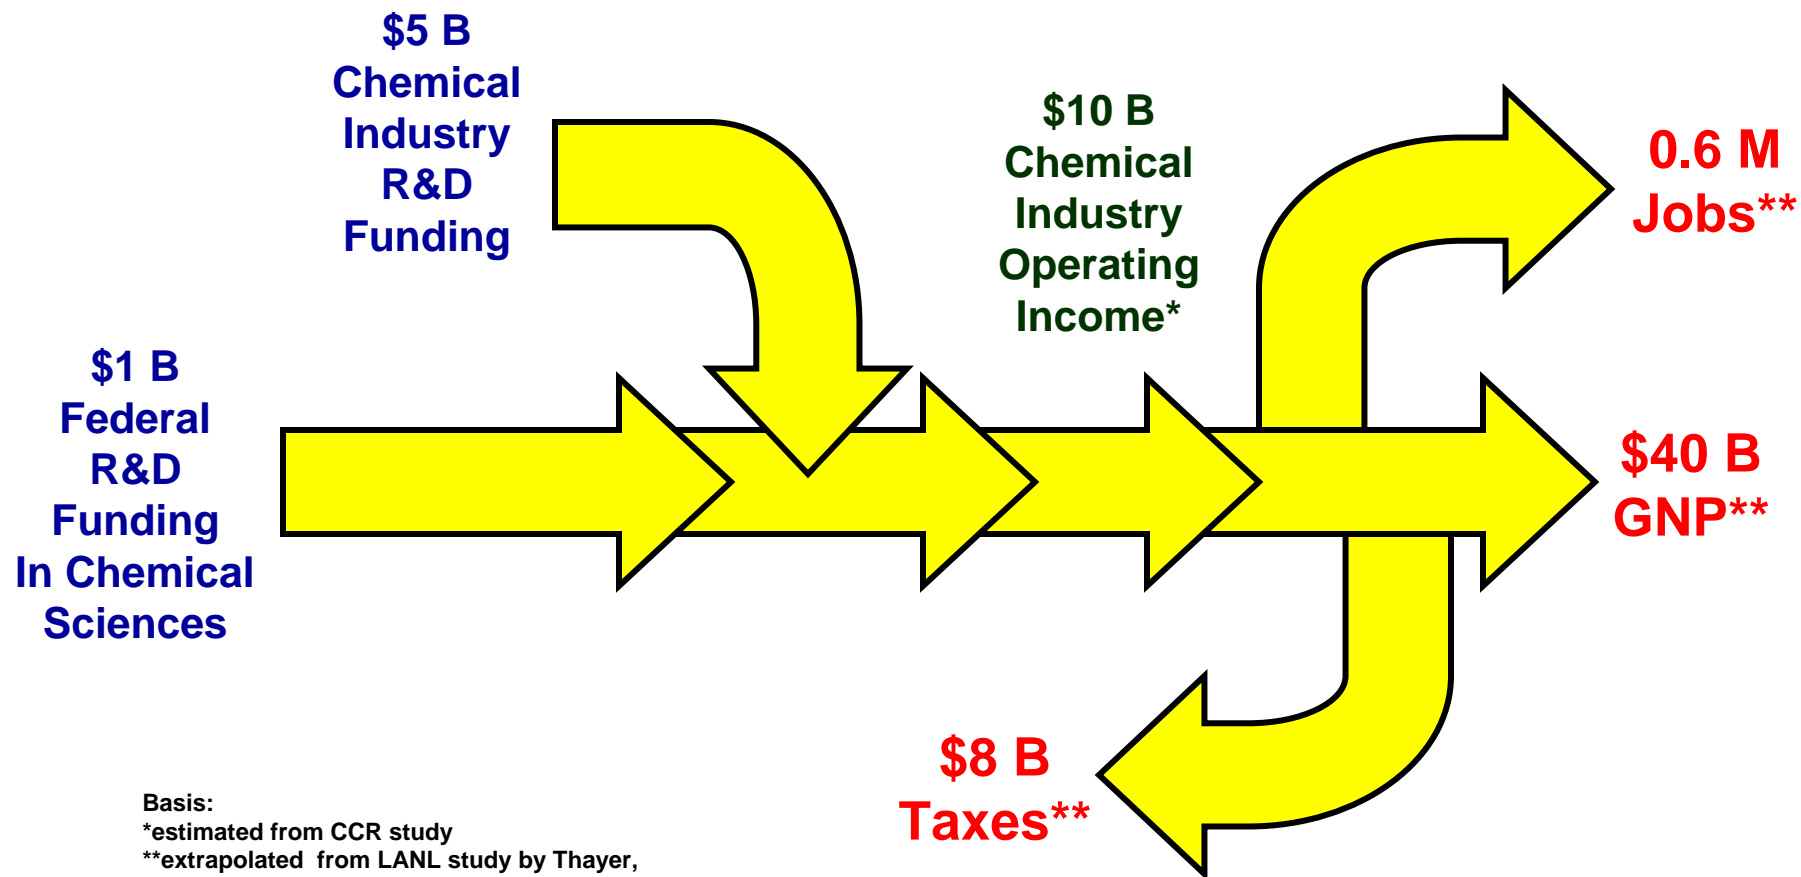 $5 B
Chemical
Industry
R&D
Funding
$10 B
Chemical
Industry
Operating
Income*
0.6 M
Jobs**
$1 B
Federal
R&D
Funding
In Chemical
Sciences
$40 B
GNP**
$8 B
Taxes**
Basis:
*estimated from CCR study
**extrapolated from LANL study by Thayer,